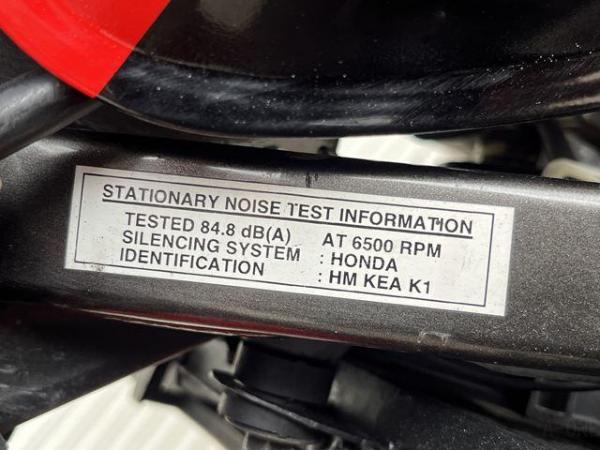 STATIONARY NOISE TEST INFORMATION
TESTED 84.8 dB(A) AT 6500 RPM
SILENCING SYSTEM : HONDA
IDENTIFICATION : HM KEA K1